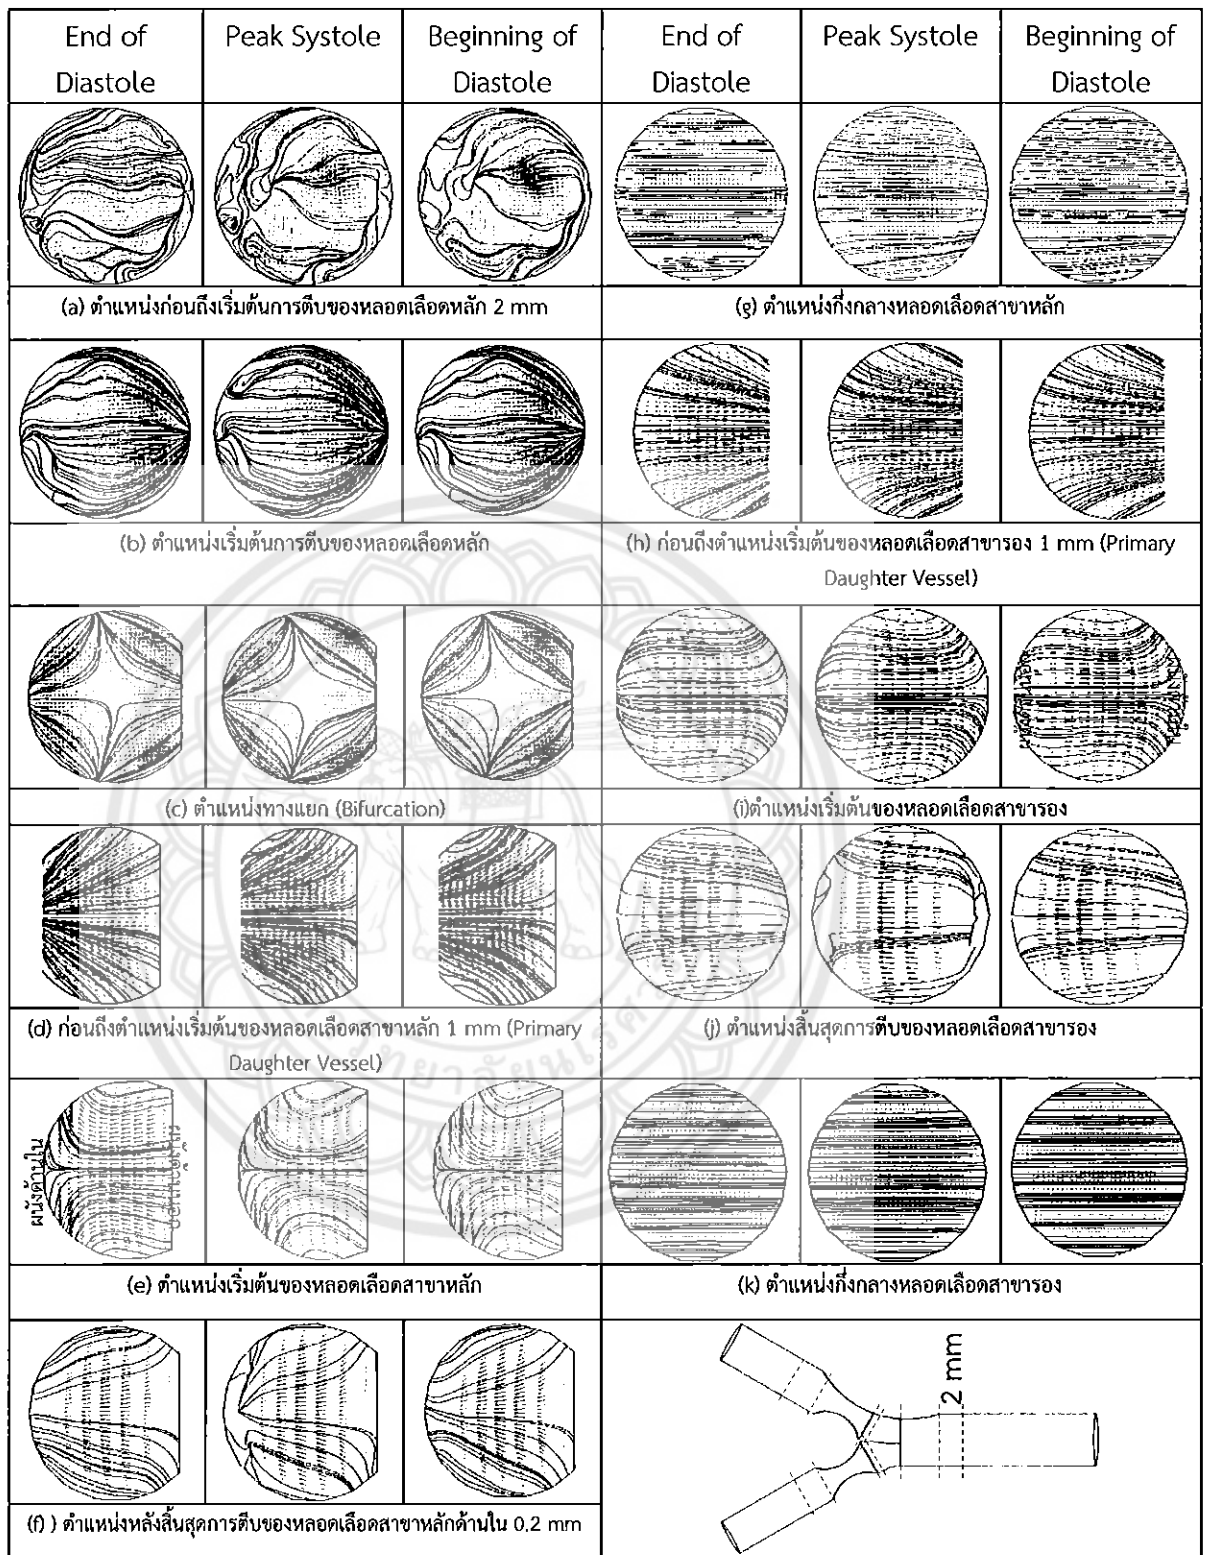 End of Diastole
Peak Systole
Beginning of Diastole
End of Diastole
Peak Systole
Beginning of Diastole
(a) ตำแหน่งก่อนถึงเริ่มต้นการตีบของหลอดเลือดหลัก 2 mm
(g) ตำแหน่งกึ่งกลางหลอดเลือดสาขาหลัก
(b) ตำแหน่งเริ่มต้นการตีบของหลอดเลือดหลัก
(h) ก่อนถึงตำแหน่งเริ่มต้นของหลอดเลือดสาขารอง 1 mm (Primary
Daughter Vessel)
(c) ตำแหน่งทางแยก (Bifurcation)
(i)ตำแหน่งเริ่มต้นของหลอดเลือดสาขารอง
(d) ก่อนถึงตำแหน่งเริ่มต้นของหลอดเลือดสาขาหลัก 1 mm (Primary
Daughter Vessel)
(j) ตำแหน่งสิ้นสุดการตีบของหลอดเลือดสาขารอง
ผนังด้านใน
(e) ตำแหน่งเริ่มต้นของหลอดเลือดสาขาหลัก
(k) ตำแหน่งกึ่งกลางหลอดเลือดสาขารอง
2 mm
(f) ) ตำแหน่งหลังสิ้นสุดการตีบของหลอดเลือดสาขาหลักด้านใน 0.2 mm